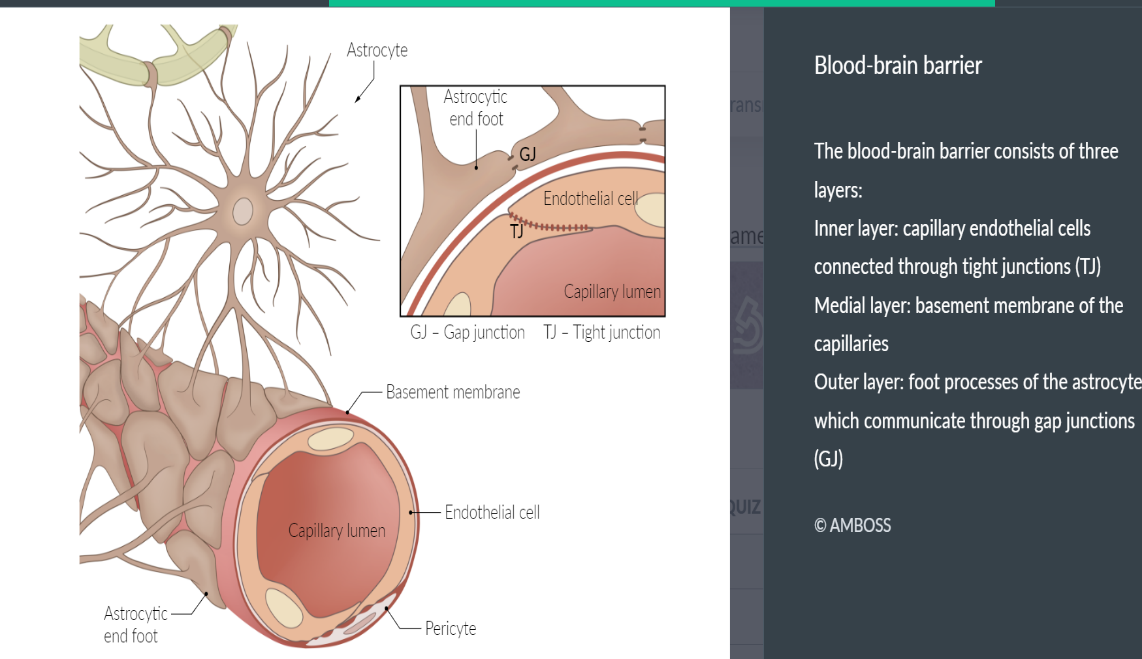 Astrocyte
Astrocytic
end foot
GJ
Endothelial cell
TJ
Capillary lumen
GJ – Gap junction TJ – Tight junction
Basement membrane
Endothelial cell
Capillary lumen
Astrocytic
end foot
Pericyte
rans
ame
QUIZ
Blood-brain barrier
The blood-brain barrier consists of three
layers:
Inner layer: capillary endothelial cells
connected through tight junctions (TJ)
Medial layer: basement membrane of the
capillaries
Outer layer: foot processes of the astrocyte
which communicate through gap junctions
(GJ)
© AMBOSS